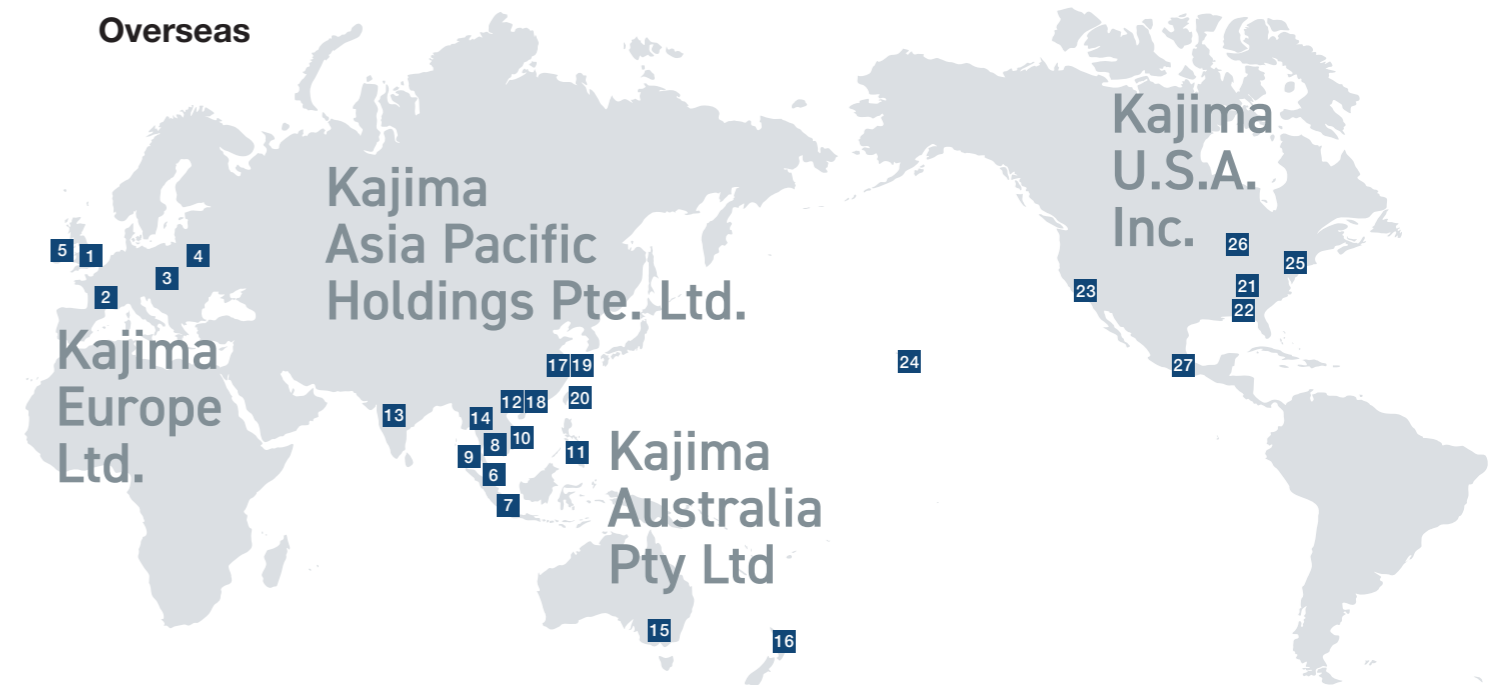 Overseas
Kajima
Europe
Ltd.
Kajima
Asia Pacific
Holdings Pte. Ltd.
Kajima
Australia
Pty Ltd
Kajima
U.S.A.
Inc.
5
1
4
3
2
17
19
13
14
12
18
20
8
10
9
11
6
7
15
16
24
26
25
23
21
22
27